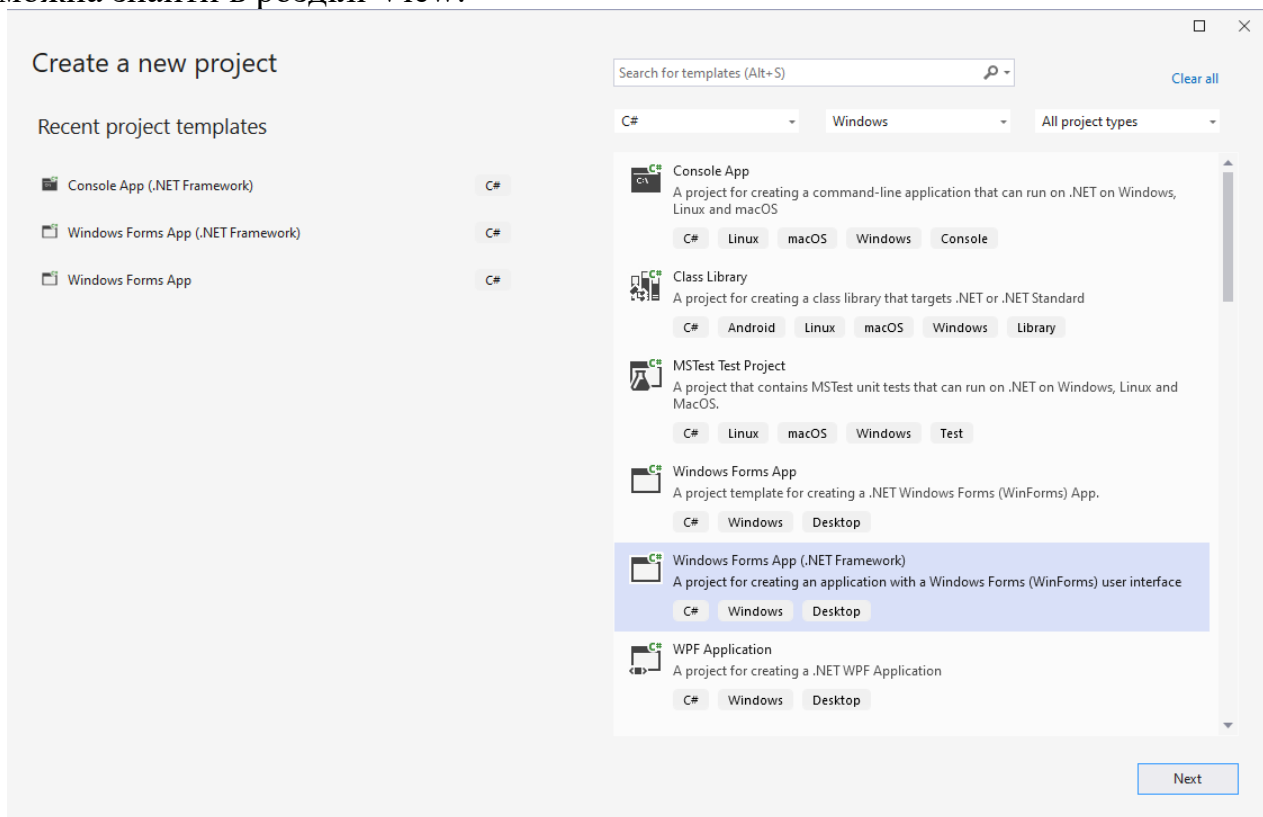 можна знайти в розділі View.
Create a new project
Search for templates (Alt+S)
Clear all
Recent project templates
C#
Windows
All project types
Console App (.NET Framework)
C#
Windows Forms App (.NET Framework)
C#
Windows Forms App
C#
Console App
A project for creating a command-line application that can run on .NET on Windows,
Linux and macOS
C# Linux macOS Windows Console
Class Library
A project for creating a class library that targets .NET or .NET Standard
C# Android Linux macOS Windows Library
MSTest Test Project
A project that contains MSTest unit tests that can run on .NET on Windows, Linux and
MacOS.
C# Linux macOS Windows Test
Windows Forms App
A project template for creating a .NET Windows Forms (WinForms) App.
C# Windows Desktop
Windows Forms App (.NET Framework)
A project for creating an application with a Windows Forms (WinForms) user interface
C# Windows Desktop
WPF Application
A project for creating a .NET WPF Application
C# Windows Desktop
Next